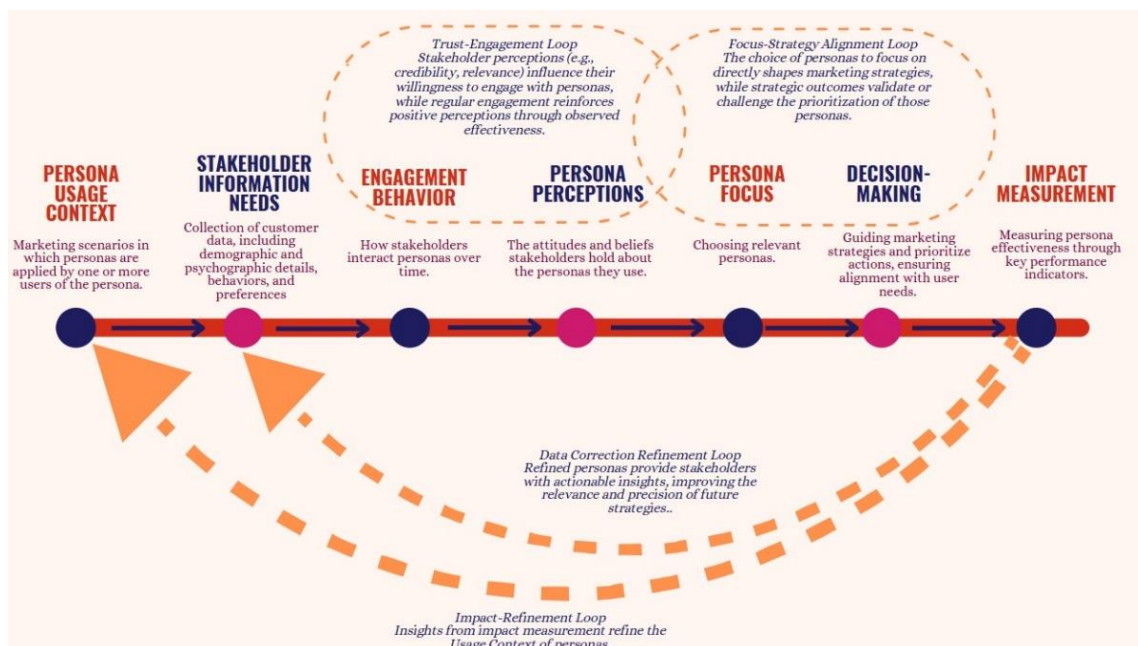 Trust-Engagement Loop
Stakeholder perceptions (e.g.,
credibility, relevance) influence their
willingness to engage with personas,
while regular engagement reinforces
positive perceptions through observed
effectiveness.
Focus-Strategy Alignment Loop
The choice of personas to focus on
directly shapes marketing strategies,
while strategic outcomes validate or
challenge the prioritization of those
personas.
PERSONA
USAGE
CONTEXT
Marketing scenarios in
which personas are
applied by one or more
users of the persona.
STAKEHOLDER
INFORMATION
NEEDS
Collection of customer
data, including
demographic and
psychographic details,
behaviors, and
preferences
ENGAGEMENT
BEHAVIOR
How stakeholders
interact personas over
time.
PERSONA
PERCEPTIONS
The attitudes and beliefs
stakeholders hold about
the personas they use.
PERSONA
FOCUS
Choosing relevant
personas.
DECISION-
MAKING
Guiding marketing
strategies and prioritize
actions, ensuring
alignment with user
needs.
IMPACT
MEASUREMENT
Measuring persona
effectiveness through
key performance
indicators.
Data Correction Refinement Loop
Refined personas provide stakeholders
with actionable insights, improving the
relevance and precision of future
strategies..
Impact-Refinement Loop
Insights from impact measurement refine the
Usage Context of personas